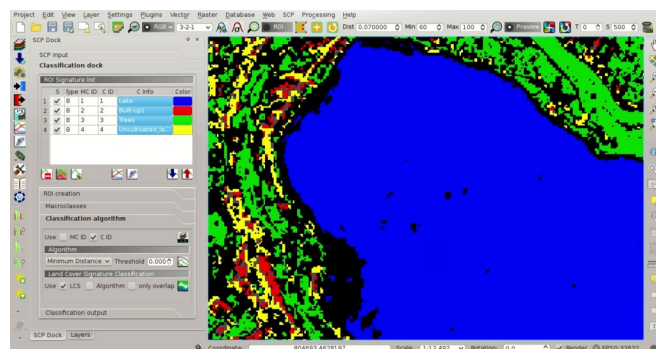 Project Edit View Layer Settings Plugins Vector Raster Database Web SCP Processing Help
RGB = 3-2-1 ROI Dist 0.070000 Min 60 Max 100 Preview T 0 S 500
SCP Dock
SCP input
Classification dock
ROI Signature list
S Type MC ID C ID C Info Color
1 B 1 1 Lake
2 B 2 2 Built-up1
3 B 3 3 Trees
4 B 4 4 Uncultivated_la...
ROI creation
Macroclasses
Classification algorithm
Use MC ID C ID
Algorithm
Minimum Distance Threshold 0.000
Land Cover Signature Classification
Use LCS Algorithm only overlap
Classification output
SCP Dock Layers
Coordinate: 804693,4628197 Scale 1:12,492 Rotation: 0.0 Render EPSG:32632